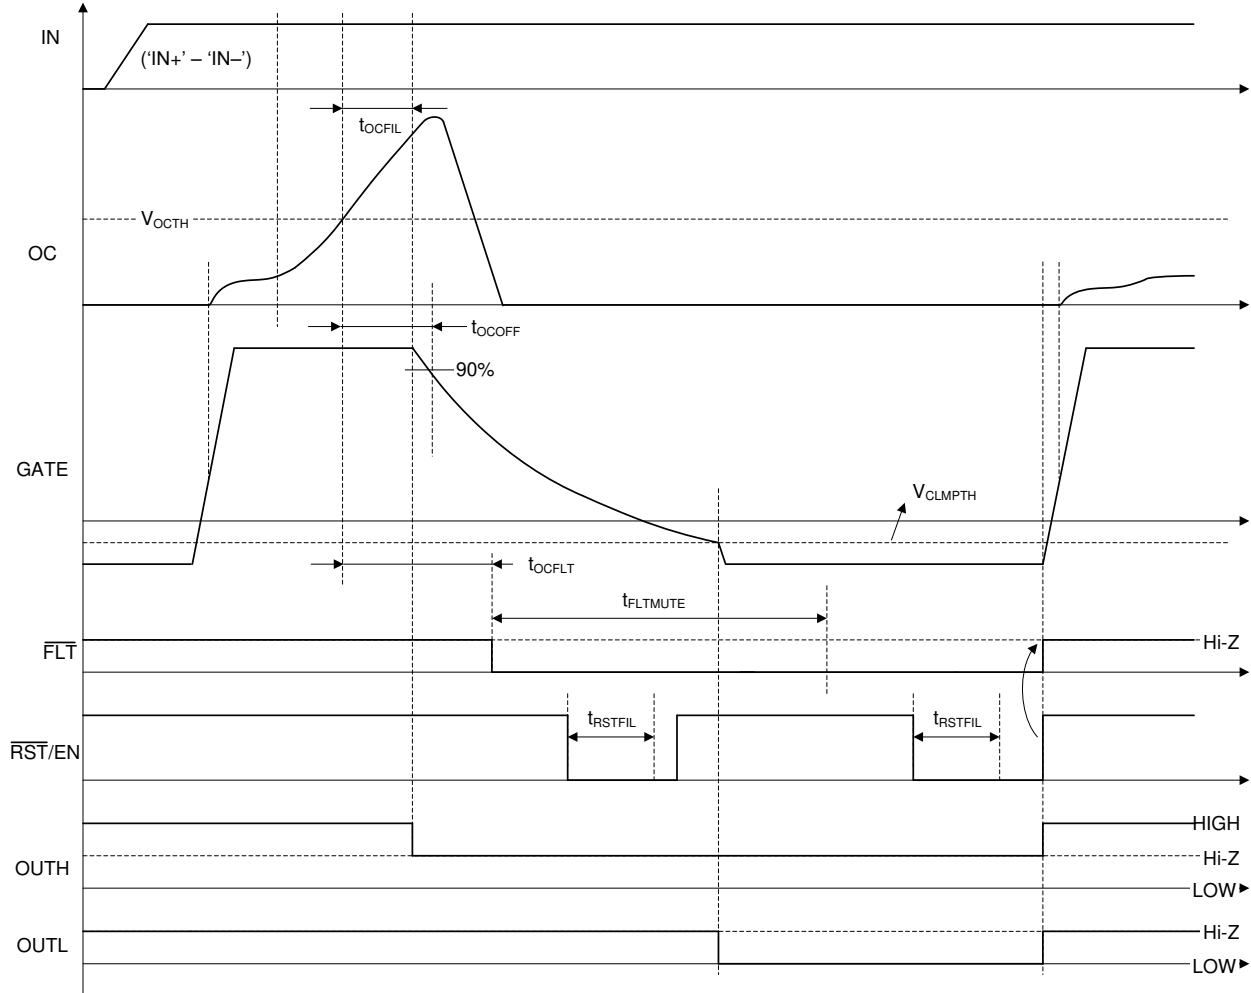 IN
(‘IN+’ – ‘IN–’)
tOCFIL
VOCTH
OC
tOCOFF
90%
GATE
VCLMPTH
tOCFLT
tFLTMUTE
FLT
Hi-Z
tRSTFIL
tRSTFIL
RST/EN
HIGH
Hi-Z
OUTH
LOW
Hi-Z
OUTL
LOW